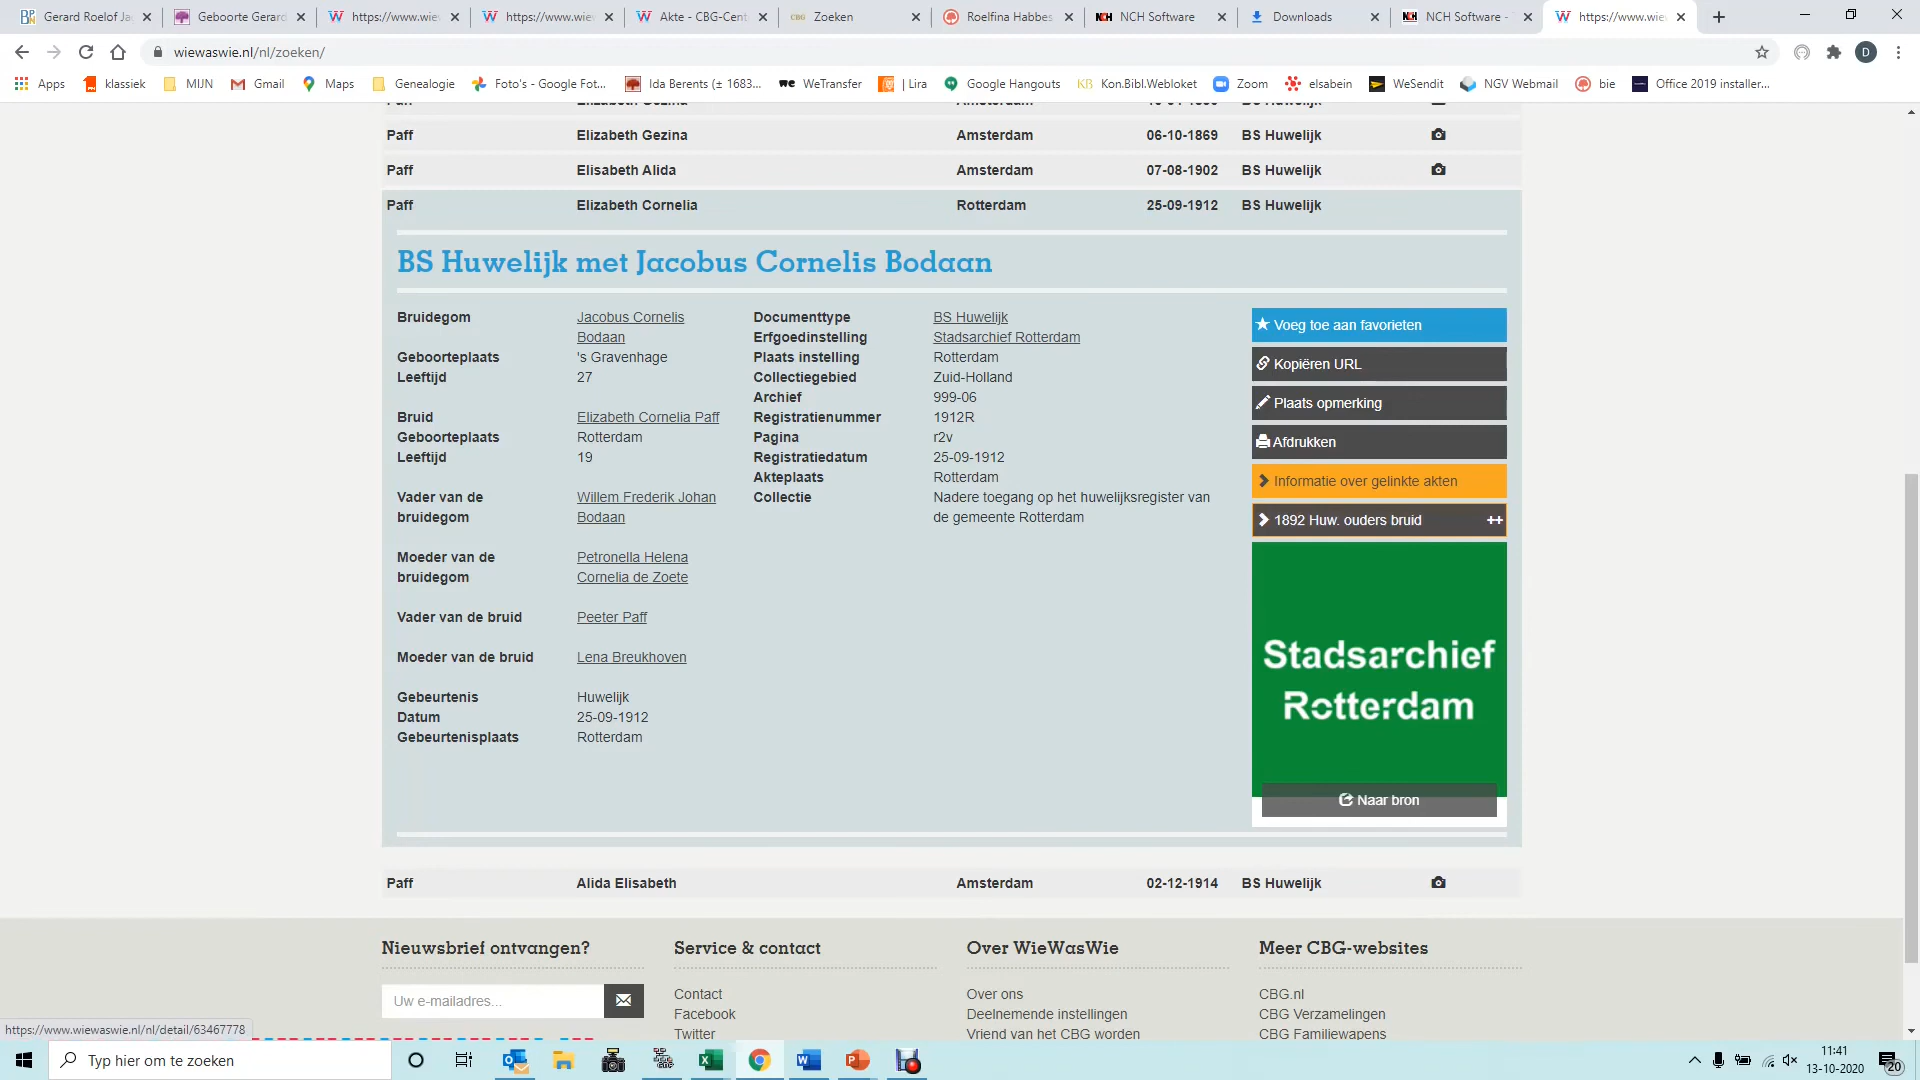 Gerard Roelof Ja
Geboorte Gerard
https://www.wie
https://www.wie
Akte - CBG-Cent
CBG
Zoeken
Roelfina Habbes
NCH Software
Downloads
NCH Software -
https://www.wie
wiewaswie.nl/nl/zoeken/
D
Apps
klassiek
MIJN
Gmail
Maps
Genealogie
Foto's - Google Fot...
Ida Berents (± 1683...
WeTransfer
| Lira
Google Hangouts
KB Kon.Bibl.Webloket
Zoom
elsabein
WeSendit
NGV Webmail
bie
Office 2019 installer...
Paff Elizabeth Gezina Amsterdam 06-10-1869 BS Huwelijk
Paff Elisabeth Alida Amsterdam 07-08-1902 BS Huwelijk
Paff Elizabeth Cornelia Rotterdam 25-09-1912 BS Huwelijk
BS Huwelijk met Jacobus Cornelis Bodaan
Bruidegom Jacobus Cornelis
Bodaan
Geboorteplaats 's Gravenhage
Leeftijd 27
Bruid Elizabeth Cornelia Paff
Geboorteplaats Rotterdam
Leeftijd 19
Vader van de Willem Frederik Johan
bruidegom Bodaan
Moeder van de Petronella Helena
bruidegom Cornelia de Zoete
Vader van de bruid Peeter Paff
Moeder van de bruid Lena Breukhoven
Gebeurtenis Huwelijk
Datum 25-09-1912
Gebeurtenisplaats Rotterdam
Documenttype BS Huwelijk
Erfgoedinstelling Stadsarchief Rotterdam
Plaats instelling Rotterdam
Collectiegebied Zuid-Holland
Archief 999-06
Registratienummer 1912R
Pagina r2v
Registratiedatum 25-09-1912
Akteplaats Rotterdam
Collectie Nadere toegang op het huwelijksregister van
de gemeente Rotterdam
Voeg toe aan favorieten
Kopiëren URL
Plaats opmerking
Afdrukken
Informatie over gelinkte akten
1892 Huw. ouders bruid
Stadsarchief
Rotterdam
Naar bron
Paff Alida Elisabeth Amsterdam 02-12-1914 BS Huwelijk
Nieuwsbrief ontvangen?
Uw e-mailadres...
Service & contact
Contact
Facebook
Twitter
Over WieWasWie
Over ons
Deelnemende instellingen
Vriend van het CBG worden
Meer CBG-websites
CBG.nl
CBG Verzamelingen
CBG Familiewapens
https://www.wiewaswie.nl/nl/detail/63467778
Typ hier om te zoeken
11:41
13-10-2020
20